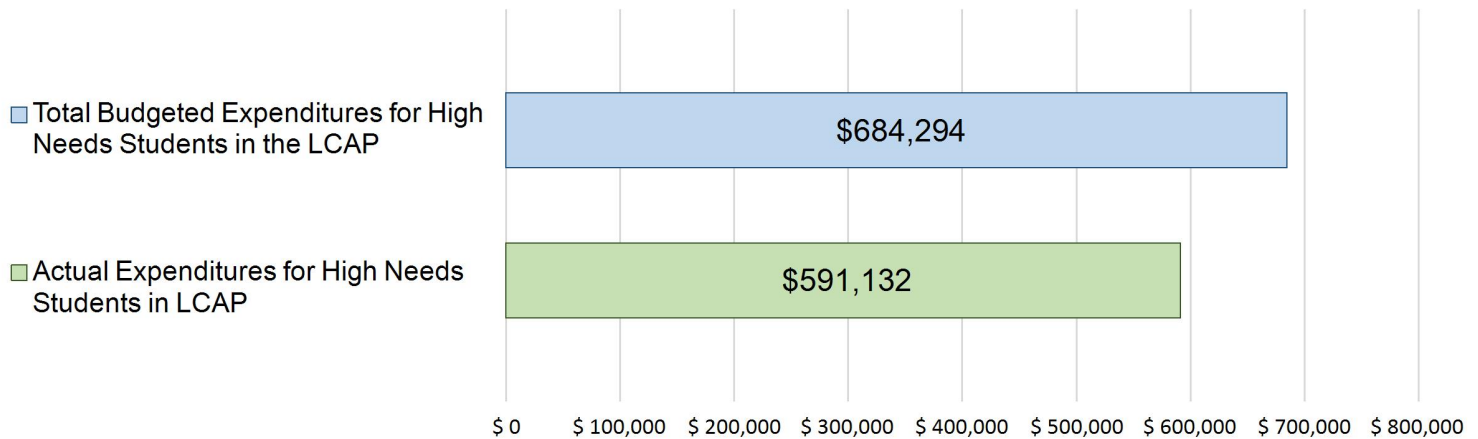 Total Budgeted Expenditures for High
Needs Students in the LCAP
$684,294
Actual Expenditures for High Needs
Students in LCAP
$591,132
$ 0 $ 100,000 $ 200,000 $ 300,000 $ 400,000 $ 500,000 $ 600,000 $ 700,000 $ 800,000